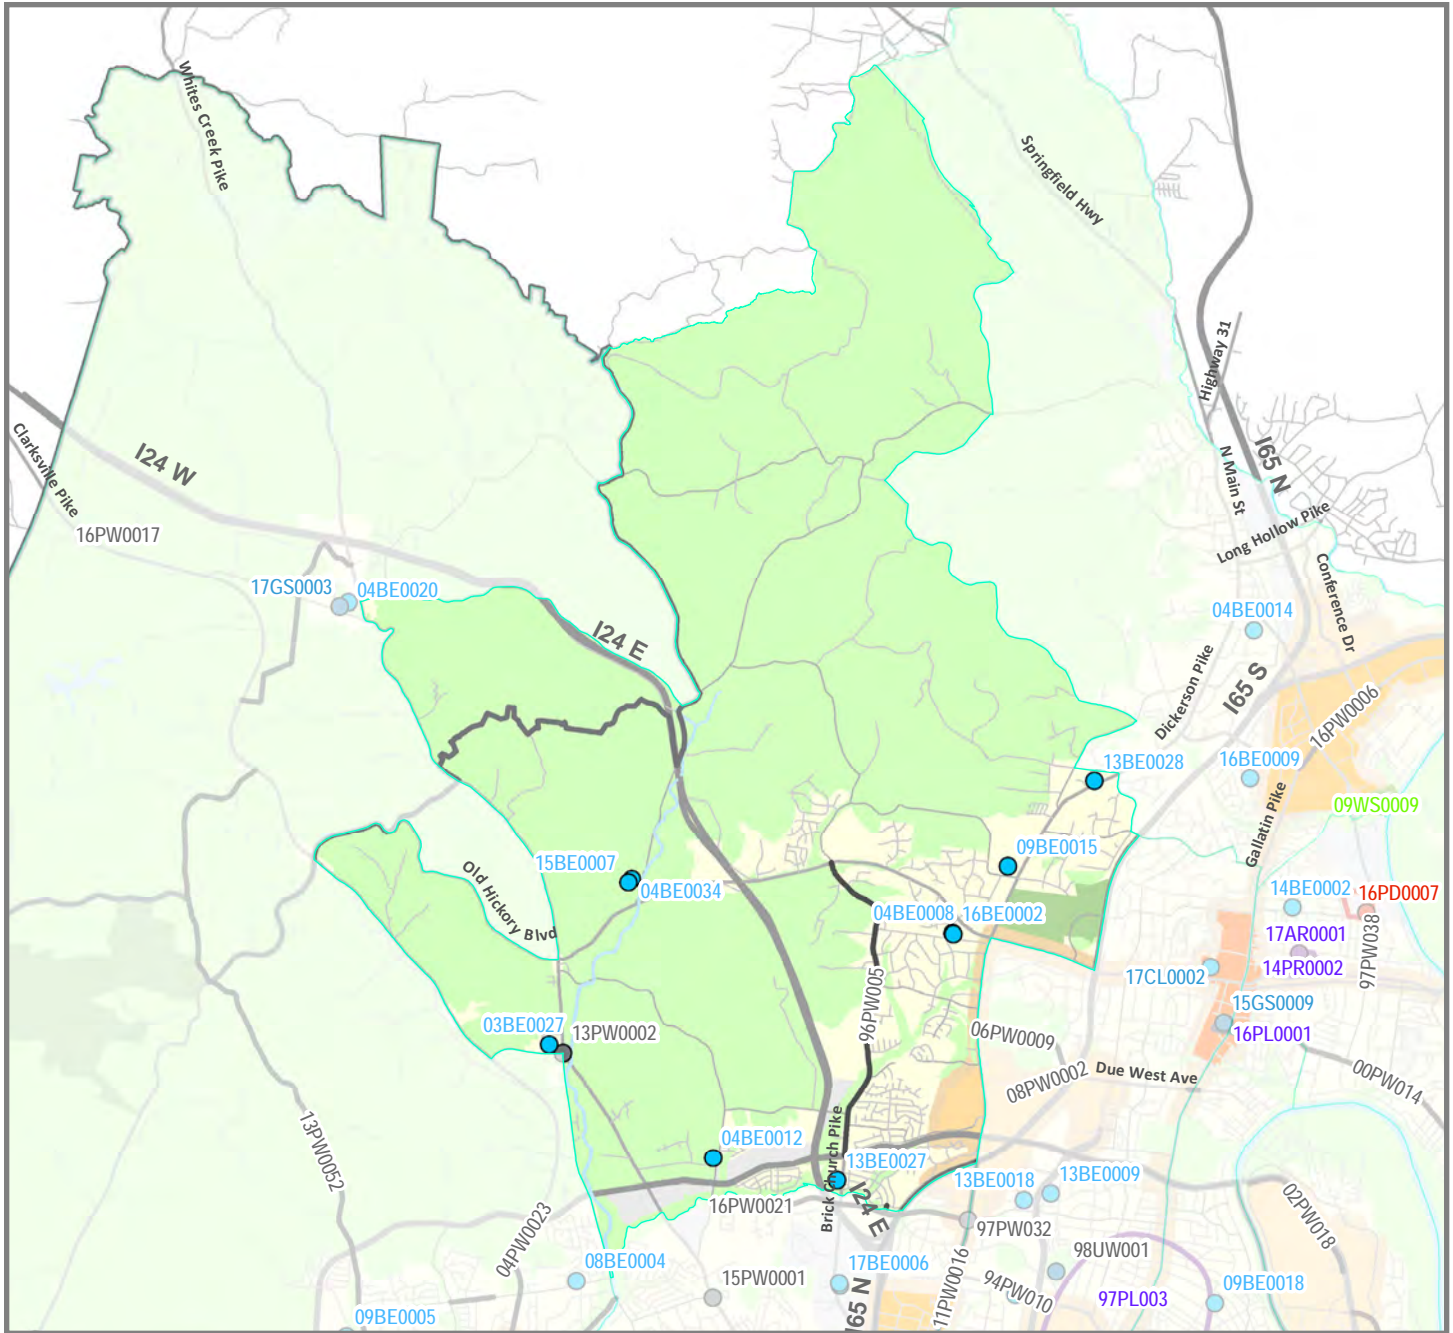 Whites Creek Pike
Springfield Hwy
Highway 31
I65 N
N Main St
Long Hollow Pike
Conference Dr
I24 W
Clarksville Pike
16PW0017
17GS0003
04BE0020
I24 E
04BE0014
Dickerson Pike
I65 S
16PW0006
13BE0028
16BE0009
09WS0009
Gallatin Pike
09BE0015
15BE0007
04BE0034
Old Hickory Blvd
04BE0008
16BE0002
14BE0002
16PD0007
17AR0001
14PR0002
97PW038
17CL0002
96PW005
15GS0009
16PL0001
03BE0027
13PW0002
06PW0009
08PW0002
Due West Ave
00PW014
04BE0012
Brick Church Pike
13BE0027
13PW0052
13BE0018
13BE0009
I24 E
16PW0021
97PW032
02PW018
04PW0023
08BE0004
15PW0001
17BE0006
98UW001
11PW0016
94PW010
97PL003
09BE0018
09BE0005
I65 N